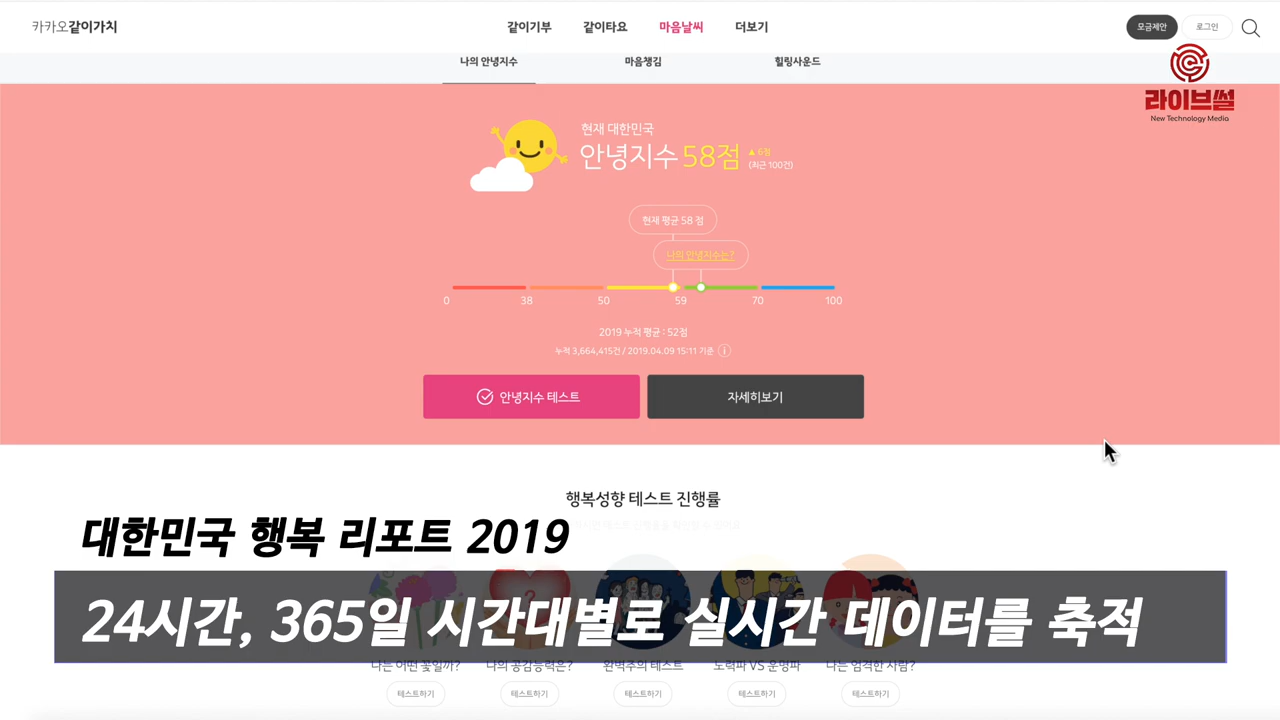 카카오같이가치
같이기부 같이타요 마음날씨 더보기
모금제안 로그인
나의 안녕지수 마음챙김 힐링사운드
라이브썰
New Technology Media
현재 대한민국
안녕지수 58점 ▲ 6점
(최근 100건)
현재 평균 58 점
나의 안녕지수는?
0 38 50 59 70 100
2019 누적 평균 : 52점
누적 3,664,415건 / 2019.04.09 15:11 기준
안녕지수 테스트 자세히보기
행복성향 테스트 진행률
대한민국 행복 리포트 2019
24시간, 365일 시간대별로 실시간 데이터를 축적
나는 어떤 꽃일까? 나의 공감능력은? 완벽주의 테스트 노력파 VS 운명파 나는 엄격한 사람?
테스트하기 테스트하기 테스트하기 테스트하기 테스트하기